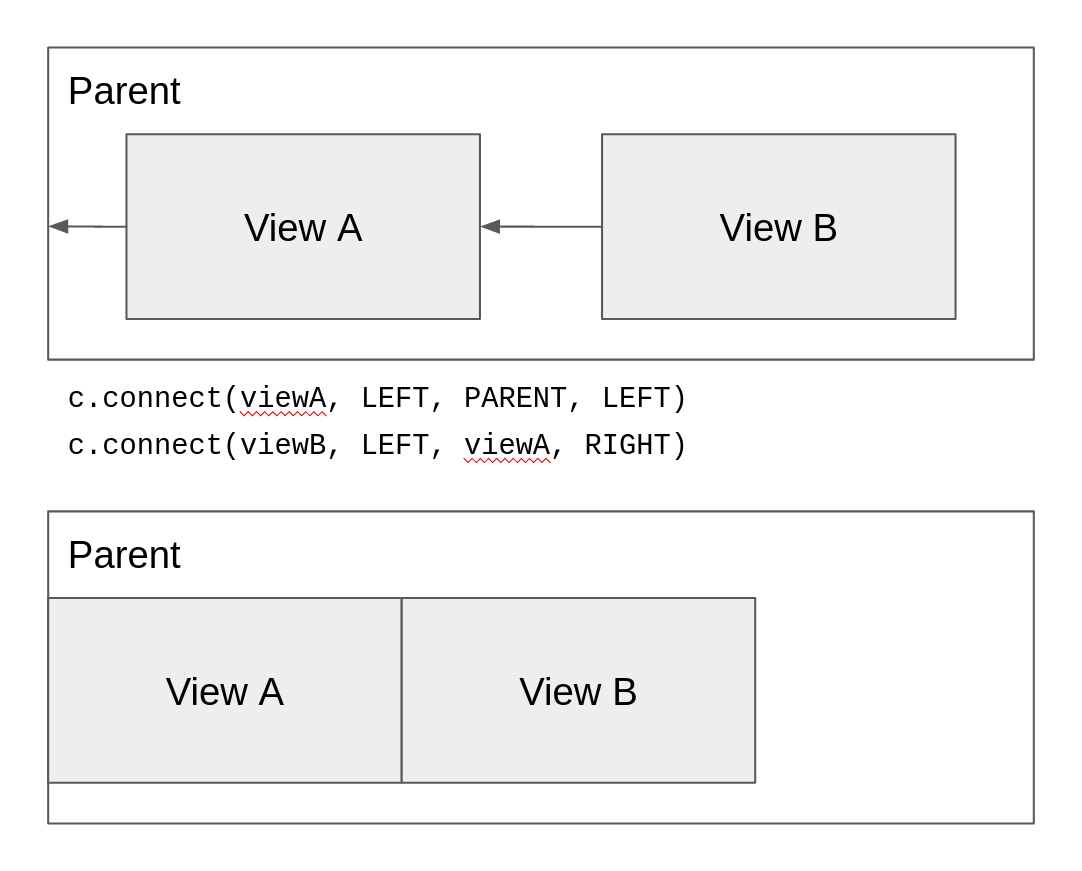 Parent
View A
View B
c.connect(viewA, LEFT, PARENT, LEFT)
c.connect(viewB, LEFT, viewA, RIGHT)
Parent
View A
View B